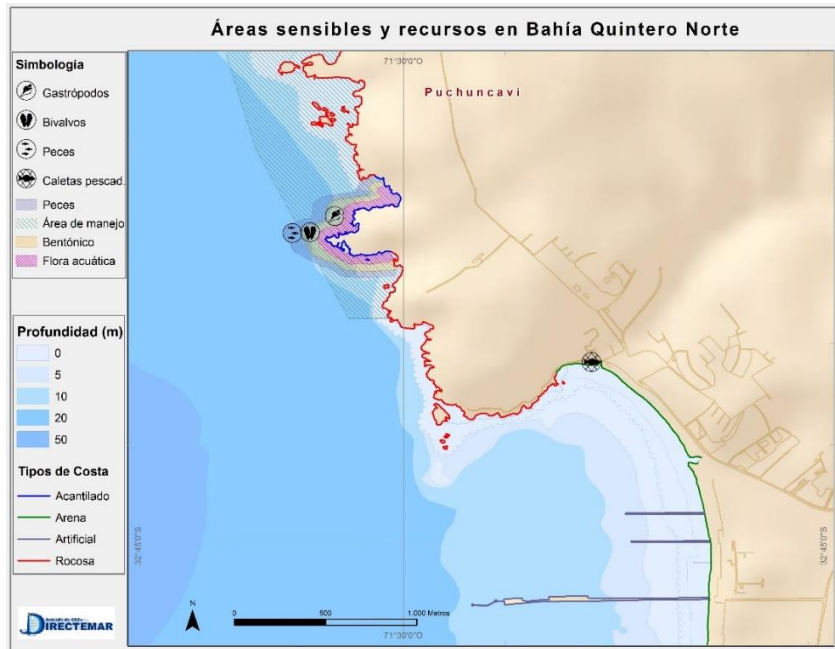 Áreas sensibles y recursos en Bahía Quintero Norte
Simbología
Gastrópodos
Bivalvos
Peces
Caletas pescad.
Peces
Área de manejo
Bentónico
Flora acuática
Profundidad (m)
0
5
10
20
50
Tipos de Costa
Acantilado
Arena
Artificial
Rocosa
DIRECTEMAR
71°30'0"O
Puchuncavi
32°45'0"S
32°45'0"S
N
0 500 1.000 Metros
71°30'0"O